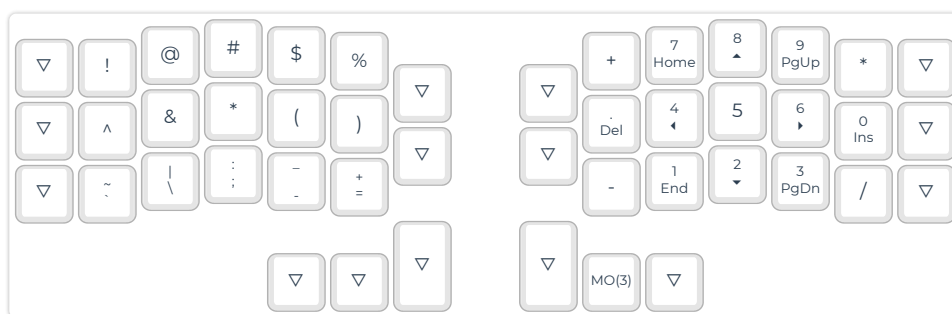 ▽ ! @ # $ % ▽ ▽ + 7 8 9 * ▽
Home ▲ PgUp
▽ ^ & * ( ) ▽ ▽ . 4 5 6 0 ▽
Del ◀ ▶ Ins
▽ ~ | : _ + - 1 2 3 / ▽
` \ ; - = End ▼ PgDn
▽ ▽ ▽ ▽ MO(3) ▽